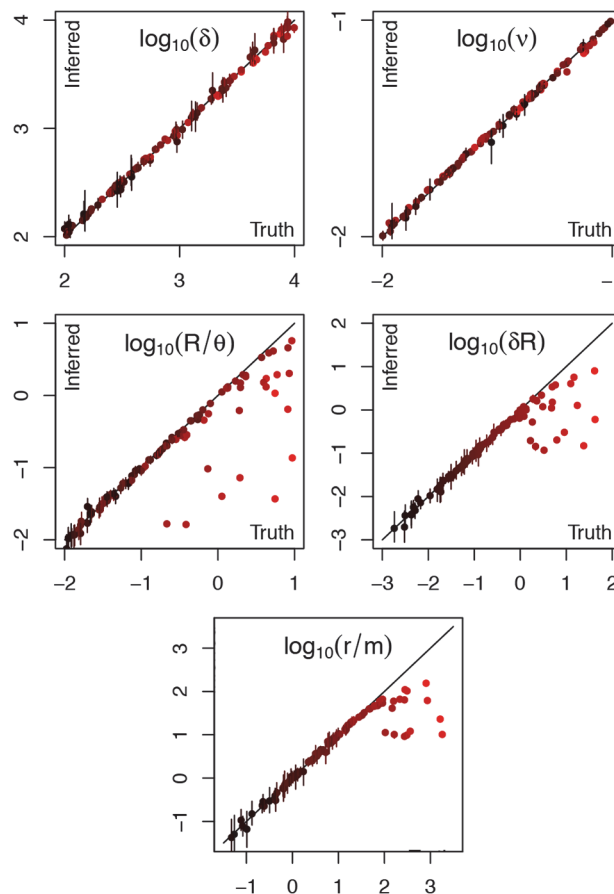 log₁₀(δ)
Inferred
4
3
2
Truth
2 3 4
log₁₀(ν)
Inferred
-1
-2
Truth
-2 -
log₁₀(R/θ)
Inferred
1
0
-1
-2
Truth
-2 -1 0 1
log₁₀(δR)
Inferred
2
1
0
-1
-2
-3
Truth
-3 -2 -1 0 1 2
log₁₀(r/m)
3
2
1
0
-1
-1 0 1 2 3